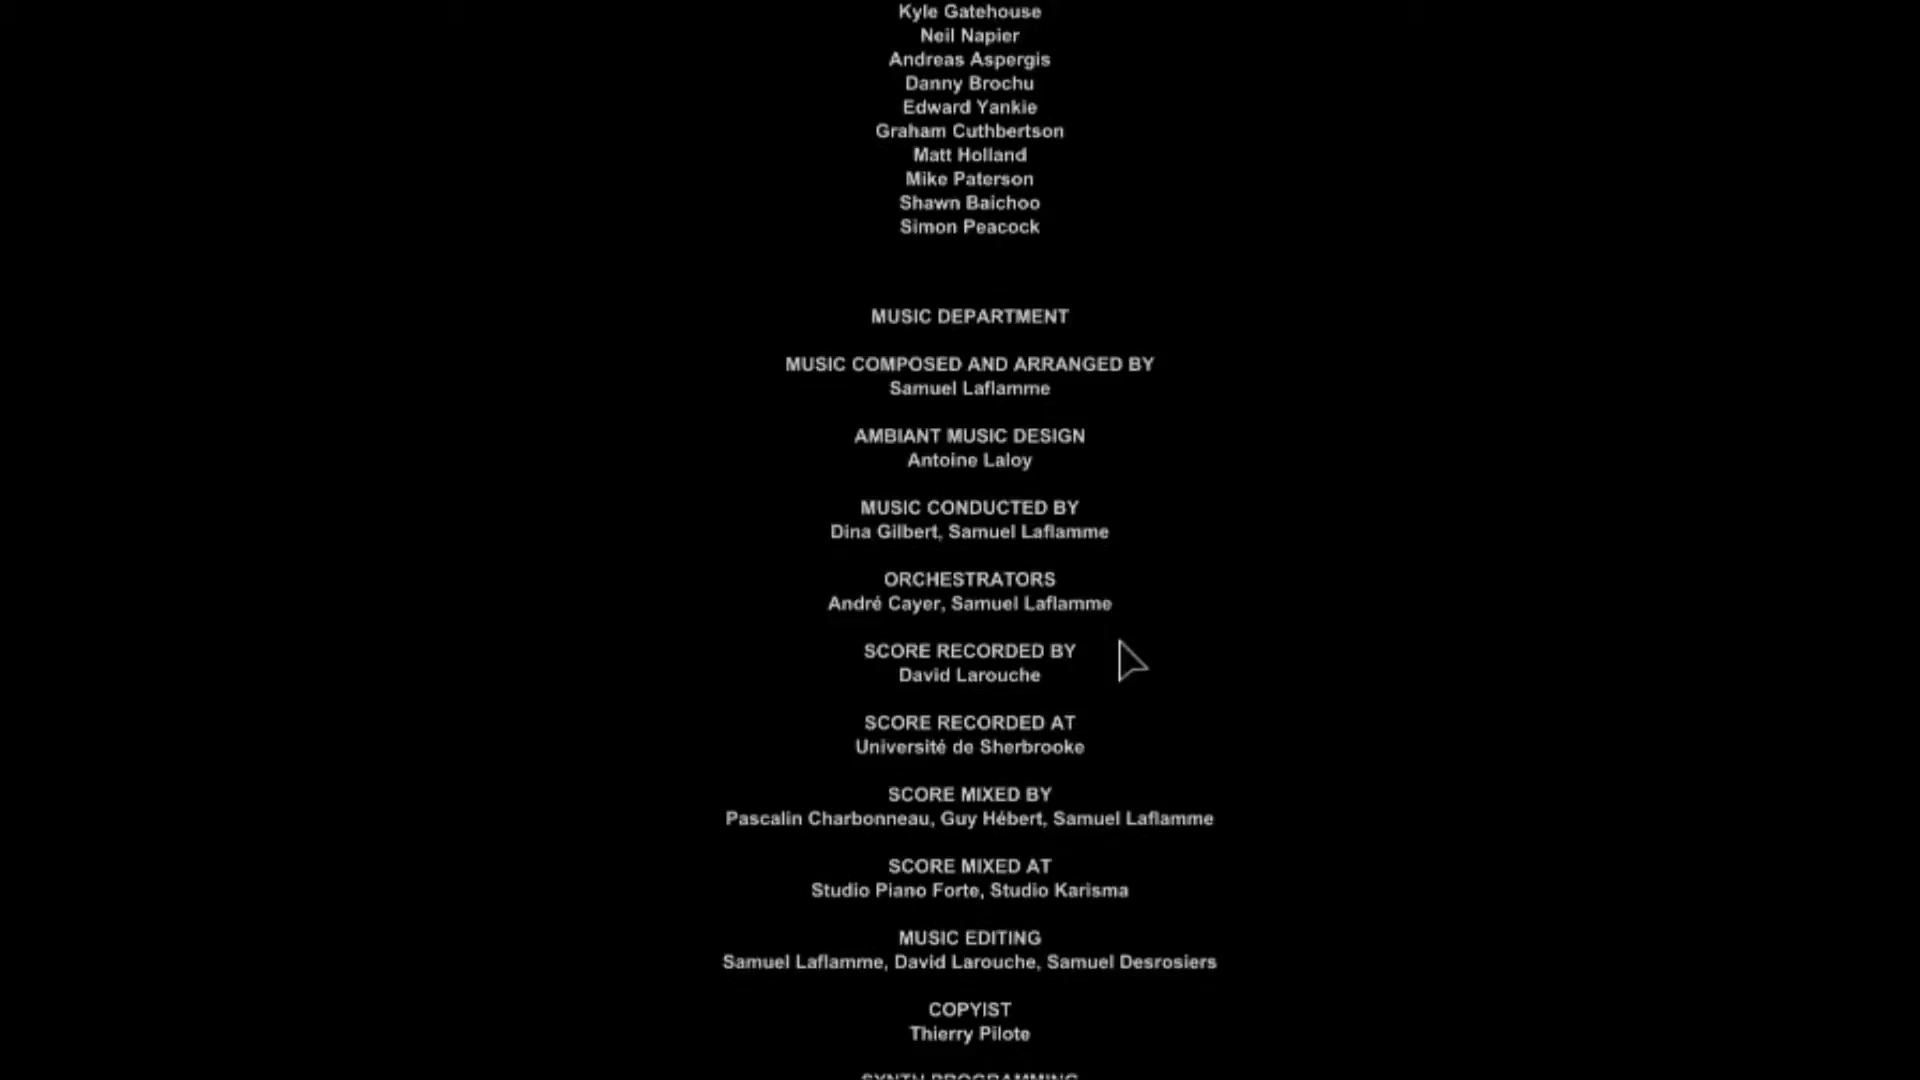 Kyle Gatehouse
Neil Napier
Andreas Aspergis
Danny Brochu
Edward Yankie
Graham Cuthbertson
Matt Holland
Mike Paterson
Shawn Baichoo
Simon Peacock
MUSIC DEPARTMENT
MUSIC COMPOSED AND ARRANGED BY
Samuel Laflamme
AMBIANT MUSIC DESIGN
Antoine Laloy
MUSIC CONDUCTED BY
Dina Gilbert, Samuel Laflamme
ORCHESTRATORS
André Cayer, Samuel Laflamme
SCORE RECORDED BY
David Larouche
SCORE RECORDED AT
Université de Sherbrooke
SCORE MIXED BY
Pascalin Charbonneau, Guy Hébert, Samuel Laflamme
SCORE MIXED AT
Studio Piano Forte, Studio Karisma
MUSIC EDITING
Samuel Laflamme, David Larouche, Samuel Desrosiers
COPYIST
Thierry Pilote
SYNTH PROGRAMMING